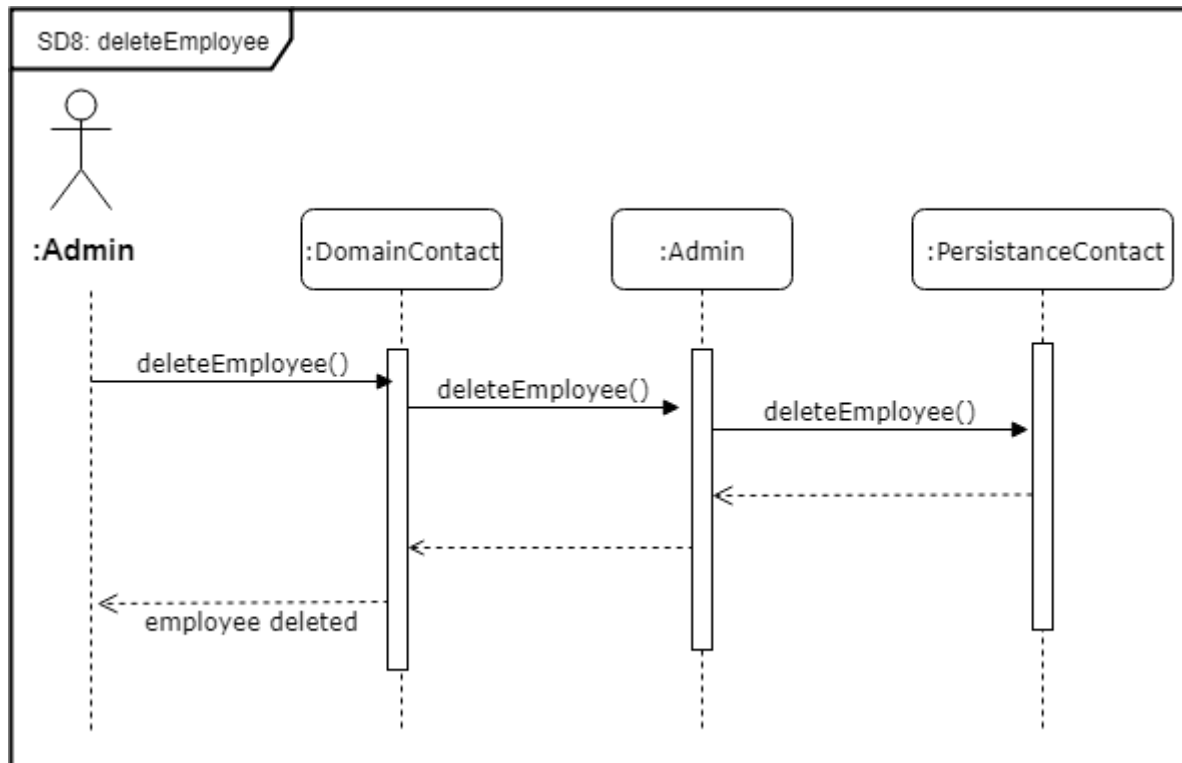 SD8: deleteEmployee
:Admin
:DomainContact
:Admin
:PersistanceContact
deleteEmployee()
deleteEmployee()
deleteEmployee()
employee deleted